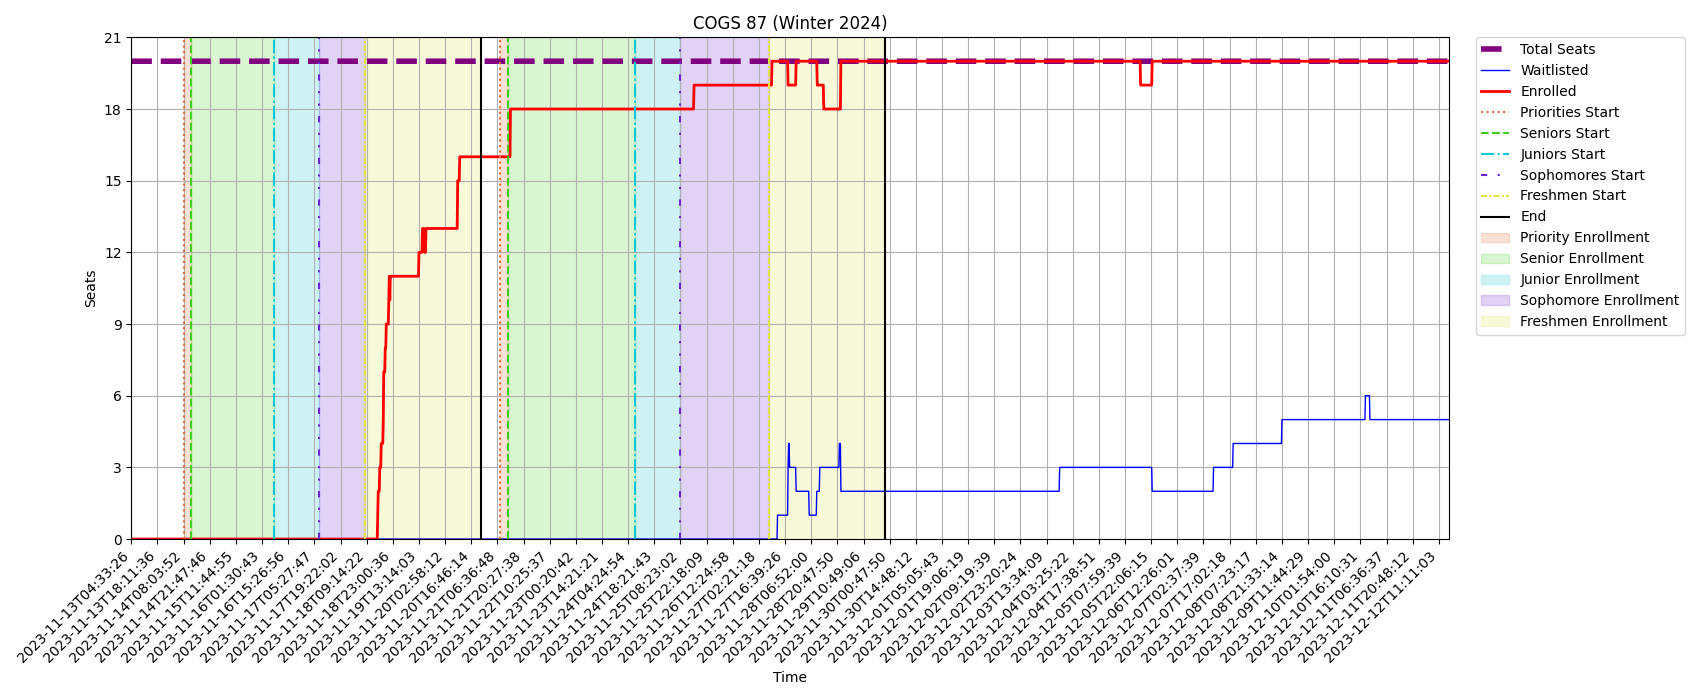 COGS 87 (Winter 2024)
Seats
21
18
15
12
9
6
3
0
2023-11-13T04:33:26
2023-11-13T18:11:36
2023-11-14T08:03:52
2023-11-14T21:47:46
2023-11-15T11:44:55
2023-11-16T01:30:43
2023-11-16T15:26:56
2023-11-17T05:27:47
2023-11-17T19:22:02
2023-11-18T09:14:22
2023-11-18T23:00:36
2023-11-19T13:14:03
2023-11-20T02:58:12
2023-11-20T16:46:14
2023-11-21T06:36:48
2023-11-21T20:27:38
2023-11-22T10:25:37
2023-11-23T00:20:42
2023-11-23T14:21:21
2023-11-24T04:24:54
2023-11-24T18:21:43
2023-11-25T08:23:02
2023-11-25T22:18:09
2023-11-26T12:24:58
2023-11-27T02:21:18
2023-11-27T16:39:26
2023-11-28T06:52:00
2023-11-28T20:47:50
2023-11-29T10:49:06
2023-11-30T00:47:50
2023-11-30T14:48:12
2023-12-01T05:05:43
2023-12-01T19:06:19
2023-12-02T09:19:39
2023-12-02T23:20:24
2023-12-03T13:34:09
2023-12-04T03:25:22
2023-12-04T17:38:51
2023-12-05T07:59:39
2023-12-05T22:06:15
2023-12-06T12:26:01
2023-12-07T02:37:39
2023-12-07T17:02:18
2023-12-08T07:23:17
2023-12-08T21:33:14
2023-12-09T11:44:29
2023-12-10T01:54:00
2023-12-10T16:10:31
2023-12-11T06:36:37
2023-12-11T20:48:12
2023-12-12T11:11:03
Time
Total Seats
Waitlisted
Enrolled
Priorities Start
Seniors Start
Juniors Start
Sophomores Start
Freshmen Start
End
Priority Enrollment
Senior Enrollment
Junior Enrollment
Sophomore Enrollment
Freshmen Enrollment